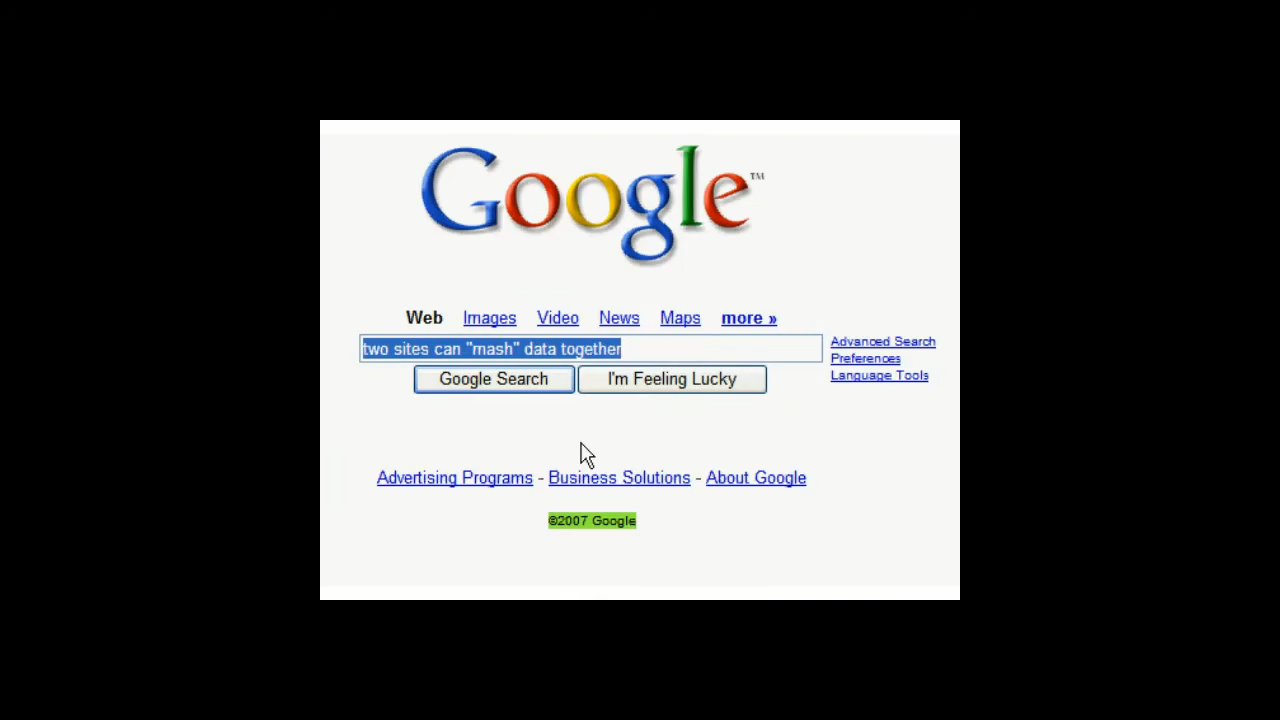 Google™
Web Images Video News Maps more »
two sites can "mash" data together
Advanced Search
Preferences
Language Tools
Google Search I'm Feeling Lucky
Advertising Programs - Business Solutions - About Google
©2007 Google